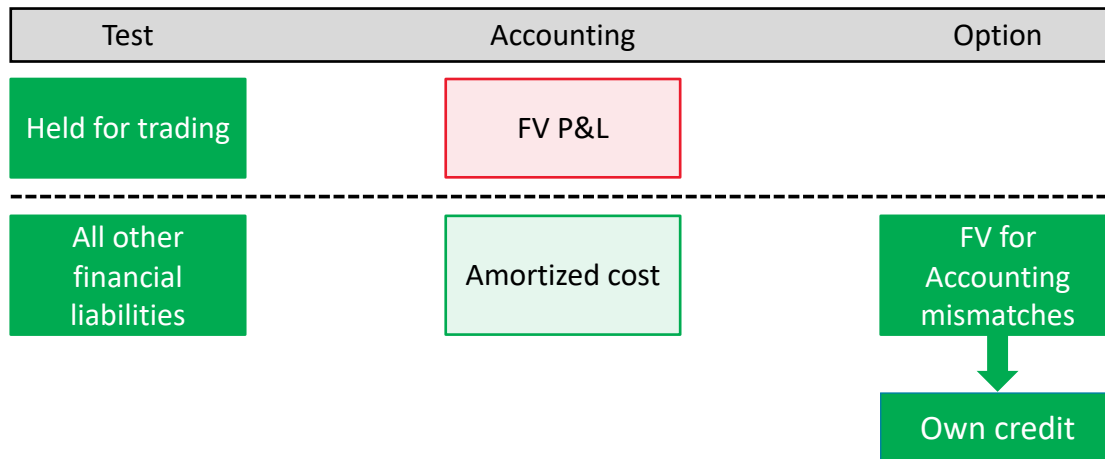 Test
Accounting
Option
Held for trading
FV P&L
All other
financial
liabilities
Amortized cost
FV for
Accounting
mismatches
Own credit